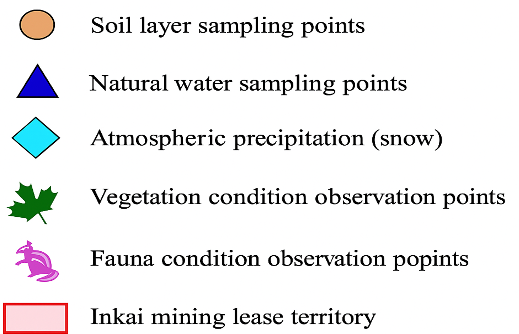 Soil layer sampling points
Natural water sampling points
Atmospheric precipitation (snow)
Vegetation condition observation points
Fauna condition observation popints
Inkai mining lease territory